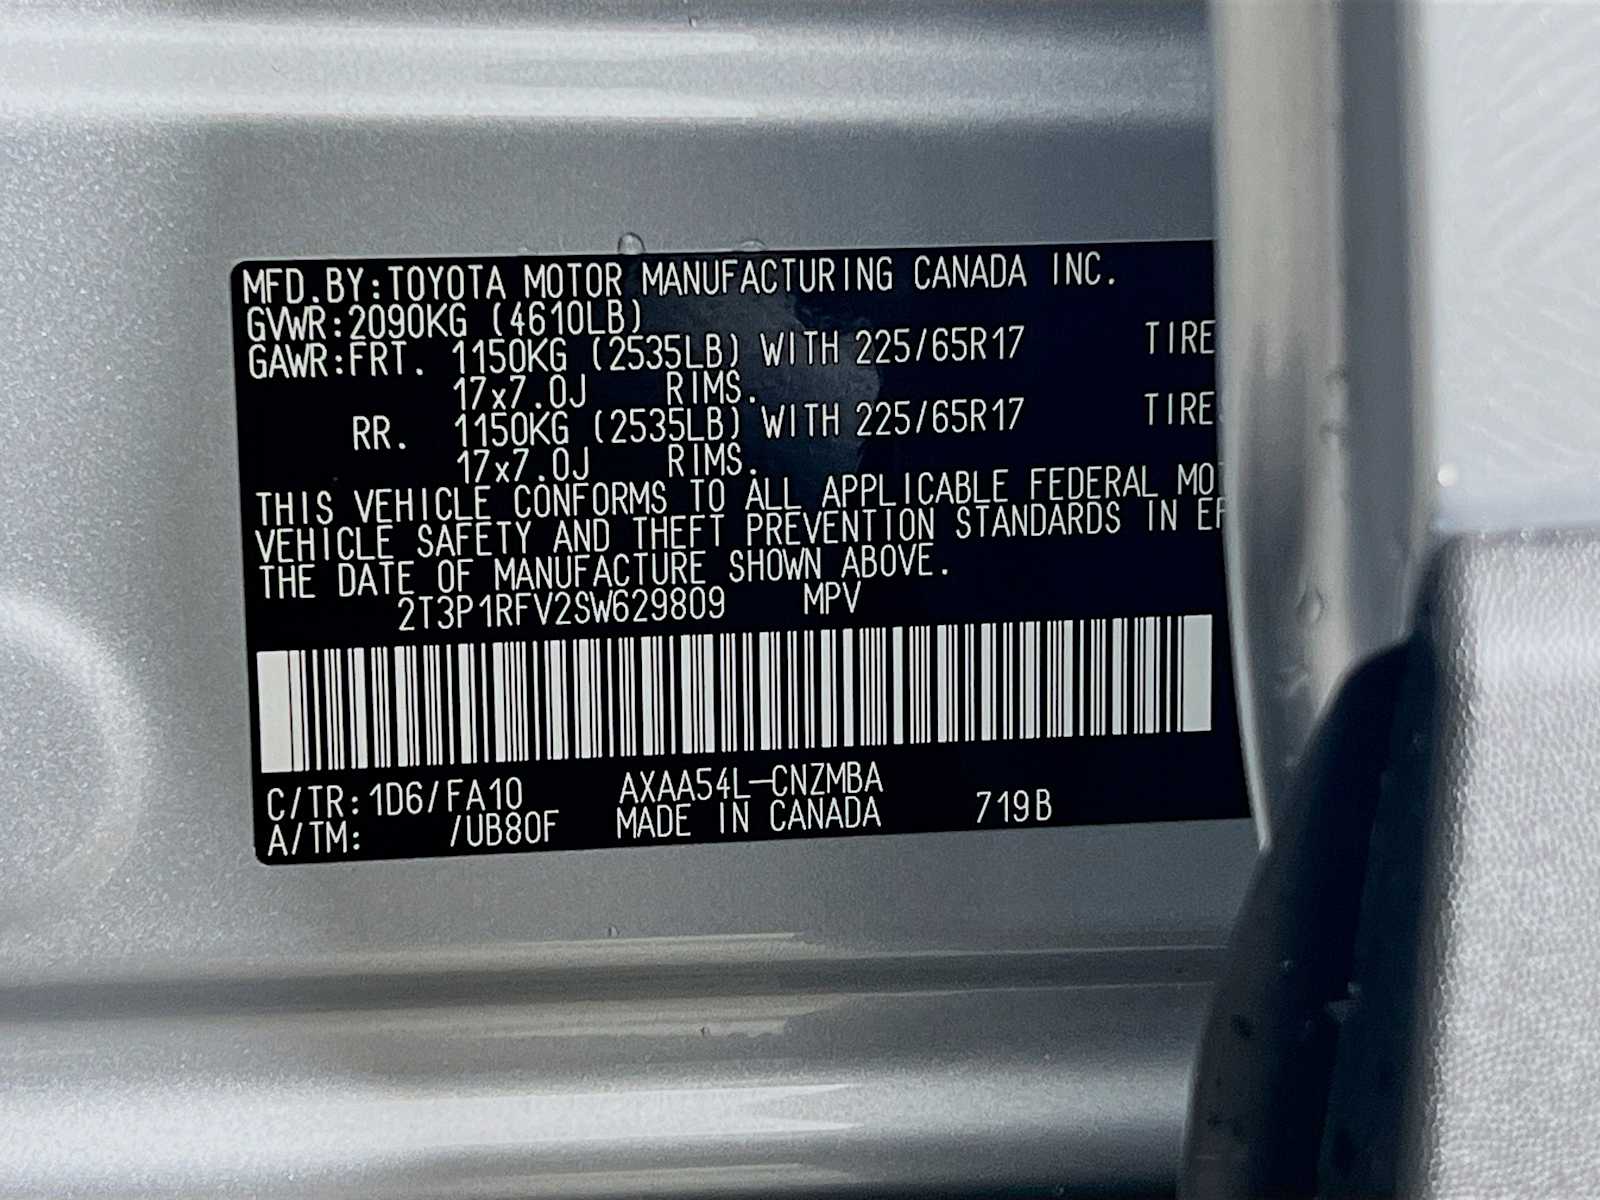 MFD.BY:TOYOTA MOTOR MANUFACTURING CANADA INC.
GVWR:2090KG (4610LB)
GAWR:FRT. 1150KG (2535LB) WITH 225/65R17 TIRE
17x7.0J RIMS.
RR. 1150KG (2535LB) WITH 225/65R17 TIRE
17x7.0J RIMS.
THIS VEHICLE CONFORMS TO ALL APPLICABLE FEDERAL MOT
VEHICLE SAFETY AND THEFT PREVENTION STANDARDS IN EF
THE DATE OF MANUFACTURE SHOWN ABOVE.
2T3P1RFV2SW629809 MPV
C/TR:1D6/FA10 AXAA54L-CNZMBA
A/TM: /UB80F MADE IN CANADA 719B